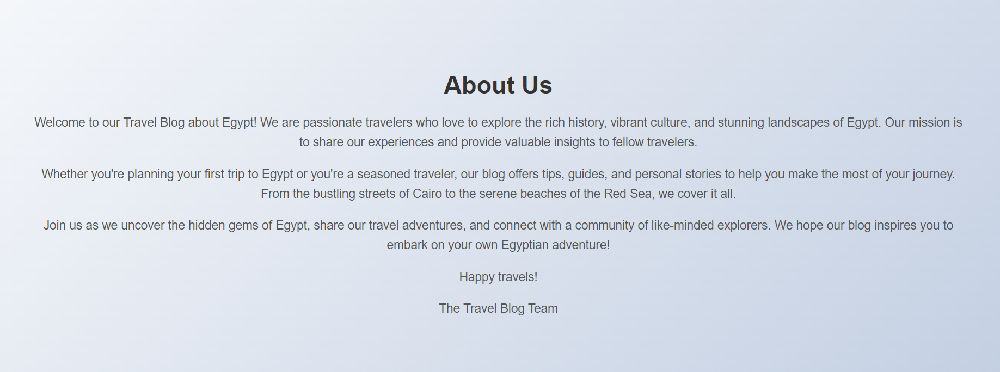 About Us
Welcome to our Travel Blog about Egypt! We are passionate travelers who love to explore the rich history, vibrant culture, and stunning landscapes of Egypt. Our mission is
to share our experiences and provide valuable insights to fellow travelers.
Whether you're planning your first trip to Egypt or you're a seasoned traveler, our blog offers tips, guides, and personal stories to help you make the most of your journey.
From the bustling streets of Cairo to the serene beaches of the Red Sea, we cover it all.
Join us as we uncover the hidden gems of Egypt, share our travel adventures, and connect with a community of like-minded explorers. We hope our blog inspires you to
embark on your own Egyptian adventure!
Happy travels!
The Travel Blog Team